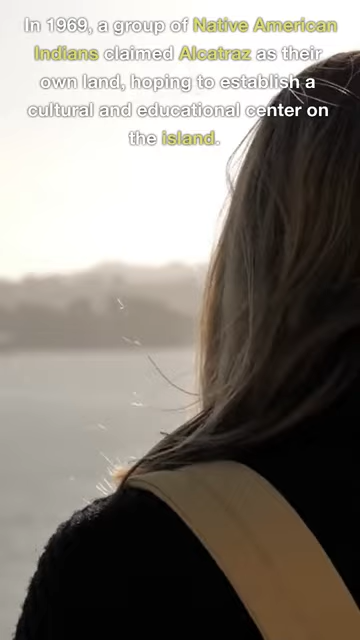 In 1969, a group of Native American
Indians claimed Alcatraz as their
own land, hoping to establish a
cultural and educational center on
the island.